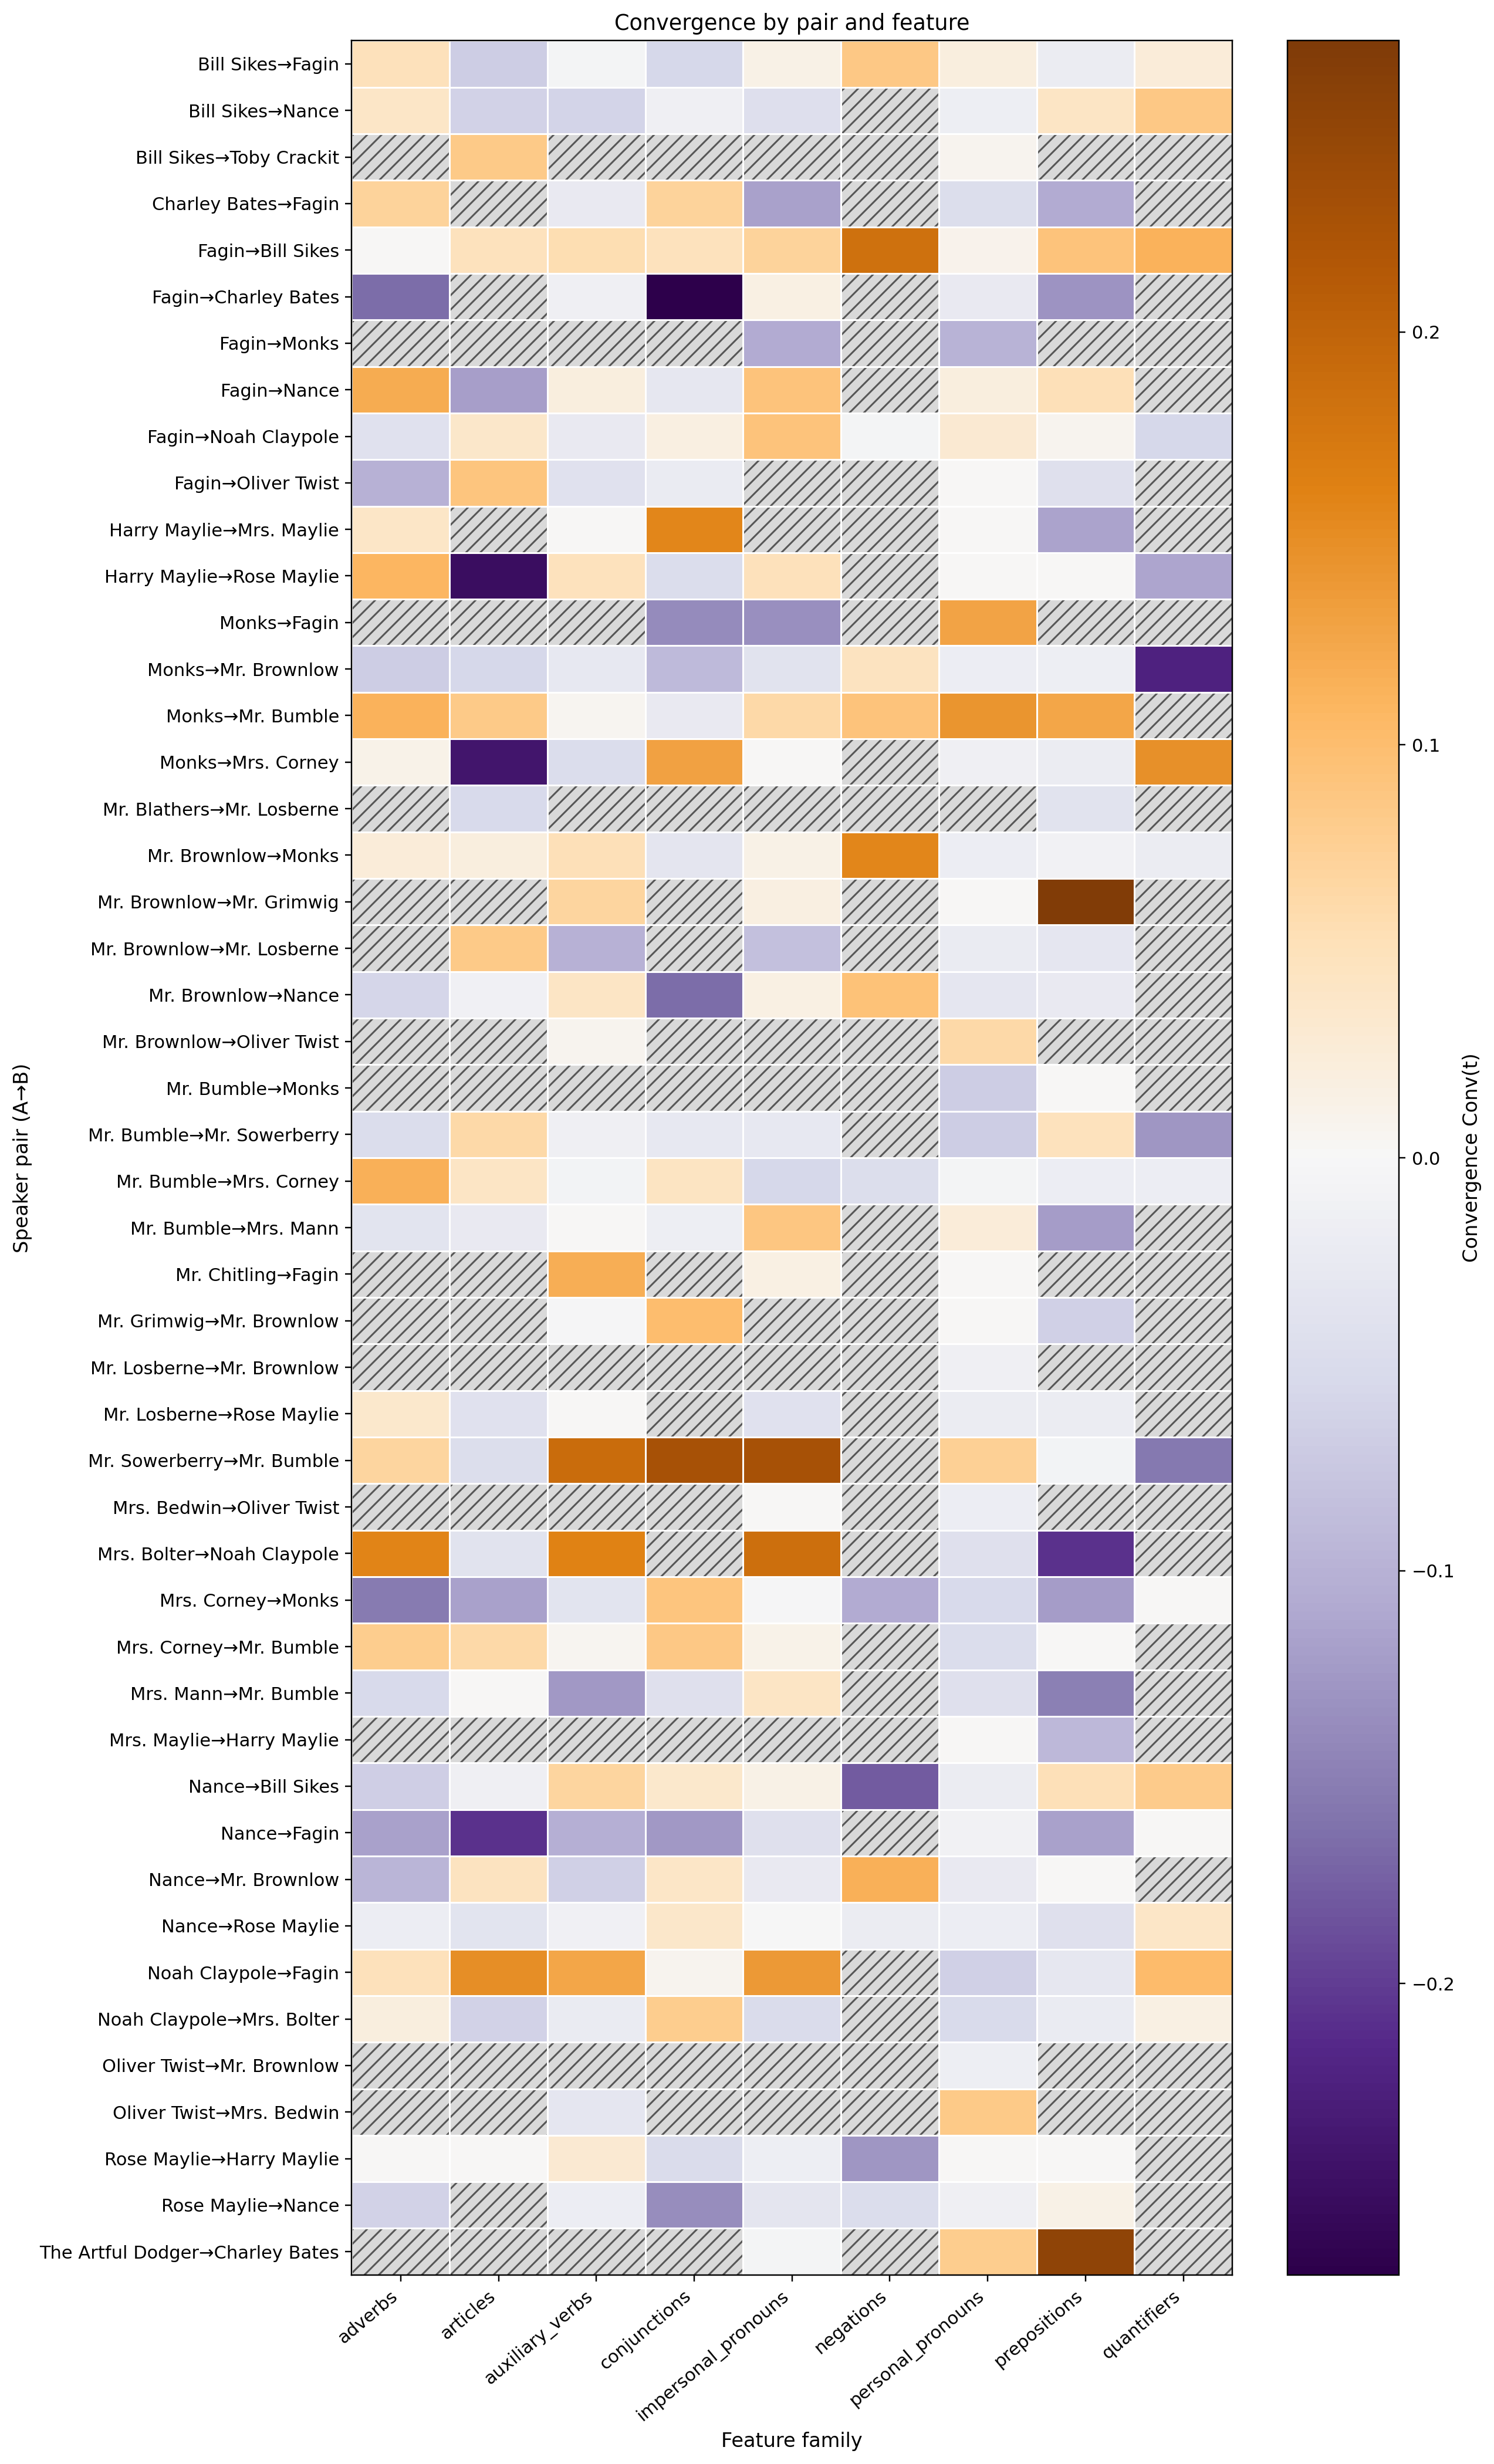 Convergence by pair and feature
Speaker pair (A→B)
Bill Sikes→Fagin
Bill Sikes→Nance
Bill Sikes→Toby Crackit
Charley Bates→Fagin
Fagin→Bill Sikes
Fagin→Charley Bates
Fagin→Monks
Fagin→Nance
Fagin→Noah Claypole
Fagin→Oliver Twist
Harry Maylie→Mrs. Maylie
Harry Maylie→Rose Maylie
Monks→Fagin
Monks→Mr. Brownlow
Monks→Mr. Bumble
Monks→Mrs. Corney
Mr. Blathers→Mr. Losberne
Mr. Brownlow→Monks
Mr. Brownlow→Mr. Grimwig
Mr. Brownlow→Mr. Losberne
Mr. Brownlow→Nance
Mr. Brownlow→Oliver Twist
Mr. Bumble→Monks
Mr. Bumble→Mr. Sowerberry
Mr. Bumble→Mrs. Corney
Mr. Bumble→Mrs. Mann
Mr. Chitling→Fagin
Mr. Grimwig→Mr. Brownlow
Mr. Losberne→Mr. Brownlow
Mr. Losberne→Rose Maylie
Mr. Sowerberry→Mr. Bumble
Mrs. Bedwin→Oliver Twist
Mrs. Bolter→Noah Claypole
Mrs. Corney→Monks
Mrs. Corney→Mr. Bumble
Mrs. Mann→Mr. Bumble
Mrs. Maylie→Harry Maylie
Nance→Bill Sikes
Nance→Fagin
Nance→Mr. Brownlow
Nance→Rose Maylie
Noah Claypole→Fagin
Noah Claypole→Mrs. Bolter
Oliver Twist→Mr. Brownlow
Oliver Twist→Mrs. Bedwin
Rose Maylie→Harry Maylie
Rose Maylie→Nance
The Artful Dodger→Charley Bates
adverbs
articles
auxiliary_verbs
conjunctions
impersonal_pronouns
negations
personal_pronouns
prepositions
quantifiers
Feature family
0.2
0.1
0.0
−0.1
−0.2
Convergence Conv(t)